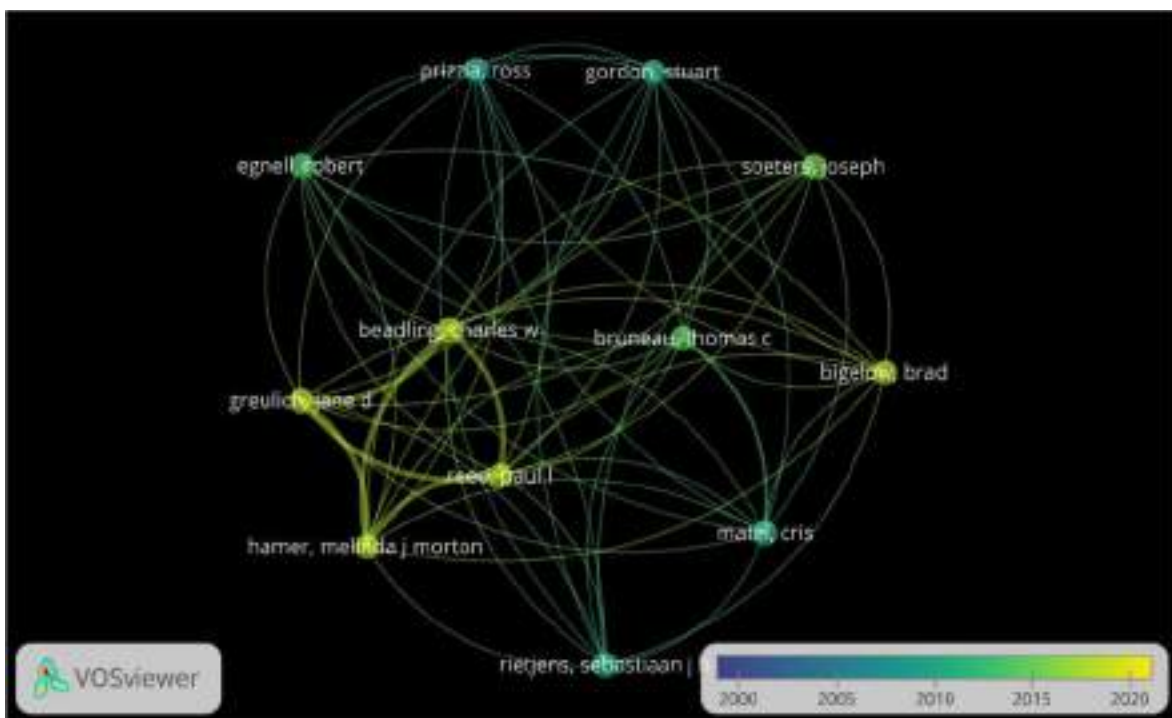 prizzia, ross
gordon, stuart
egnell, robert
soeters, joseph
beadling, charles w
bruneau, thomas c
bigelow, brad
greulich, jane d
reed, paul l
hamer, melinda j morton
matei, cris
rietjens, sebastiaan j
VOSviewer
2000 2005 2010 2015 2020